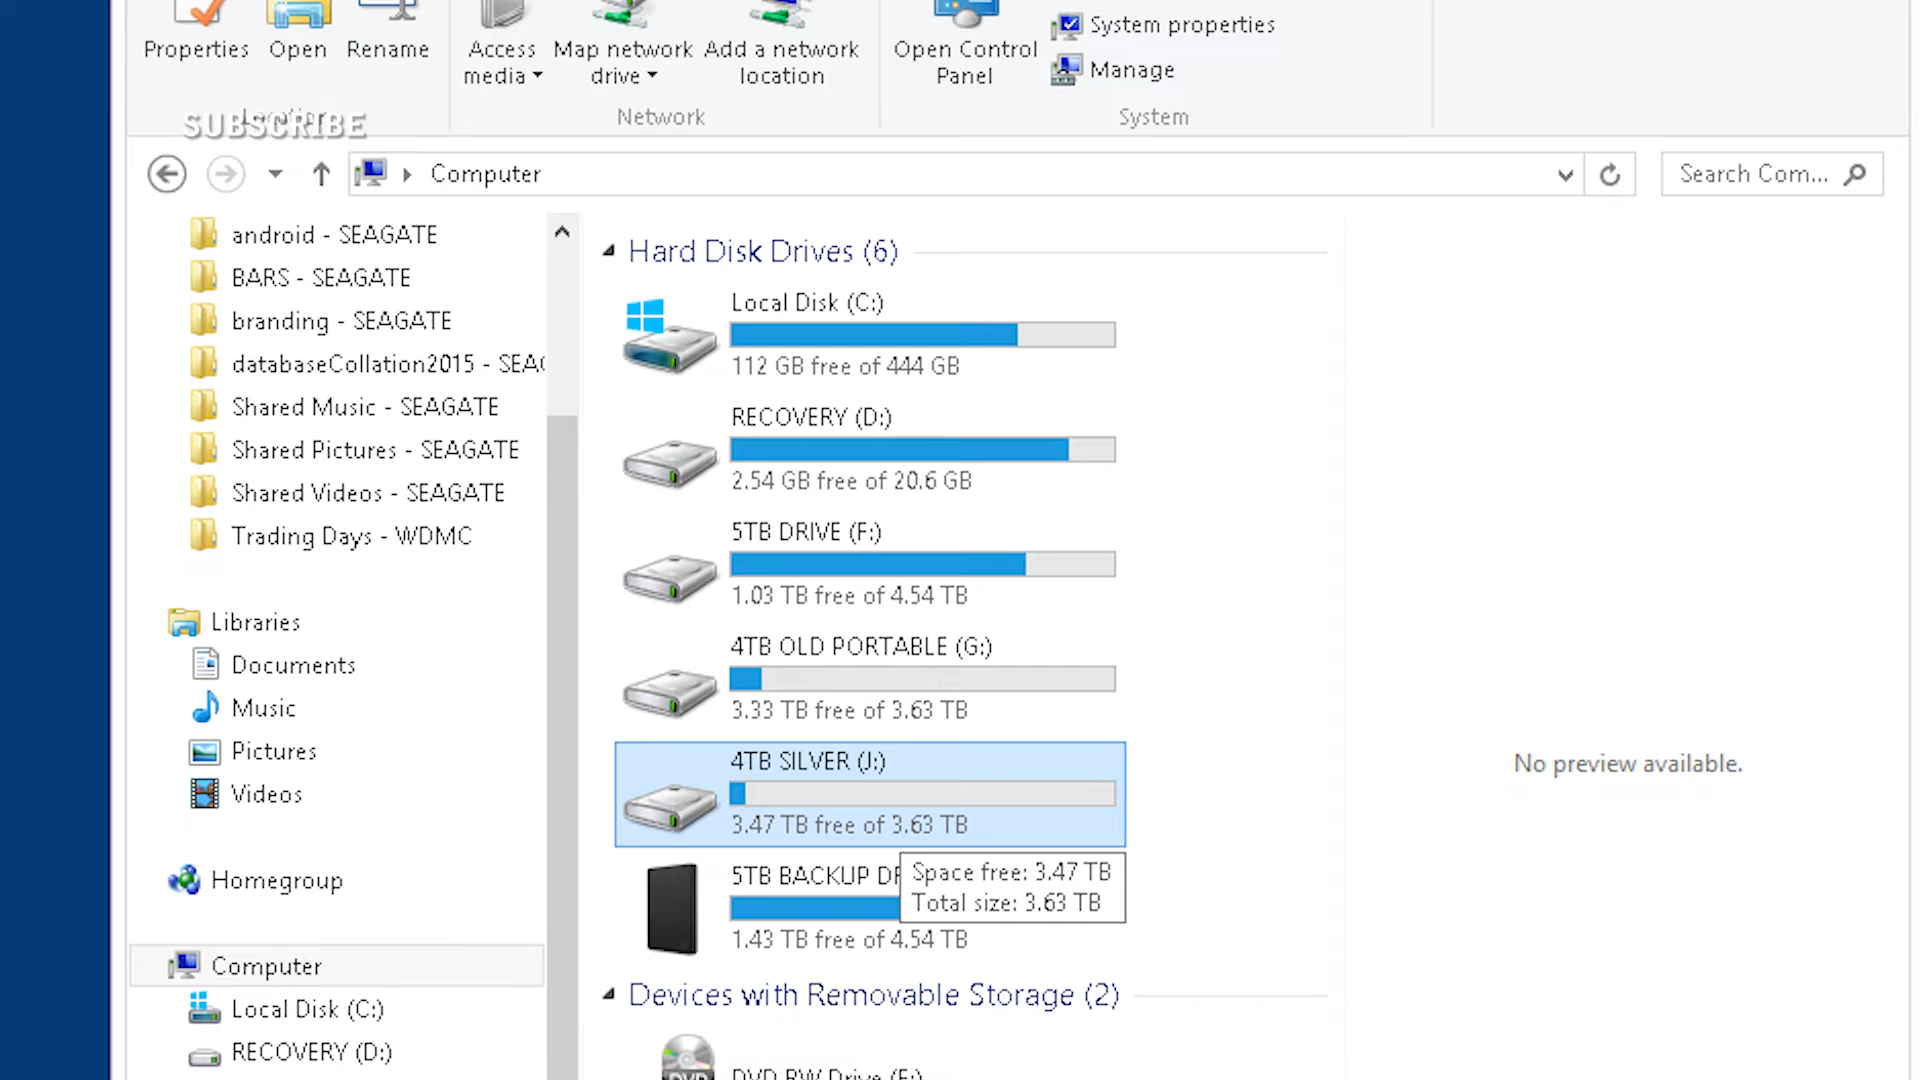 Properties Open Rename
Access media
Map network drive
Add a network location
Open Control Panel
System properties
Manage
SUBSCRIBE
Location
Network
System
Computer
Search Com...
android - SEAGATE
BARS - SEAGATE
branding - SEAGATE
databaseCollation2015 - SEAG
Shared Music - SEAGATE
Shared Pictures - SEAGATE
Shared Videos - SEAGATE
Trading Days - WDMC
Libraries
Documents
Music
Pictures
Videos
Homegroup
Computer
Local Disk (C:)
RECOVERY (D:)
Hard Disk Drives (6)
Local Disk (C:)
112 GB free of 444 GB
RECOVERY (D:)
2.54 GB free of 20.6 GB
5TB DRIVE (F:)
1.03 TB free of 4.54 TB
4TB OLD PORTABLE (G:)
3.33 TB free of 3.63 TB
4TB SILVER (J:)
3.47 TB free of 3.63 TB
5TB BACKUP DR
Space free: 3.47 TB
Total size: 3.63 TB
1.43 TB free of 4.54 TB
Devices with Removable Storage (2)
DVD
DVD RW Drive (E:)
No preview available.